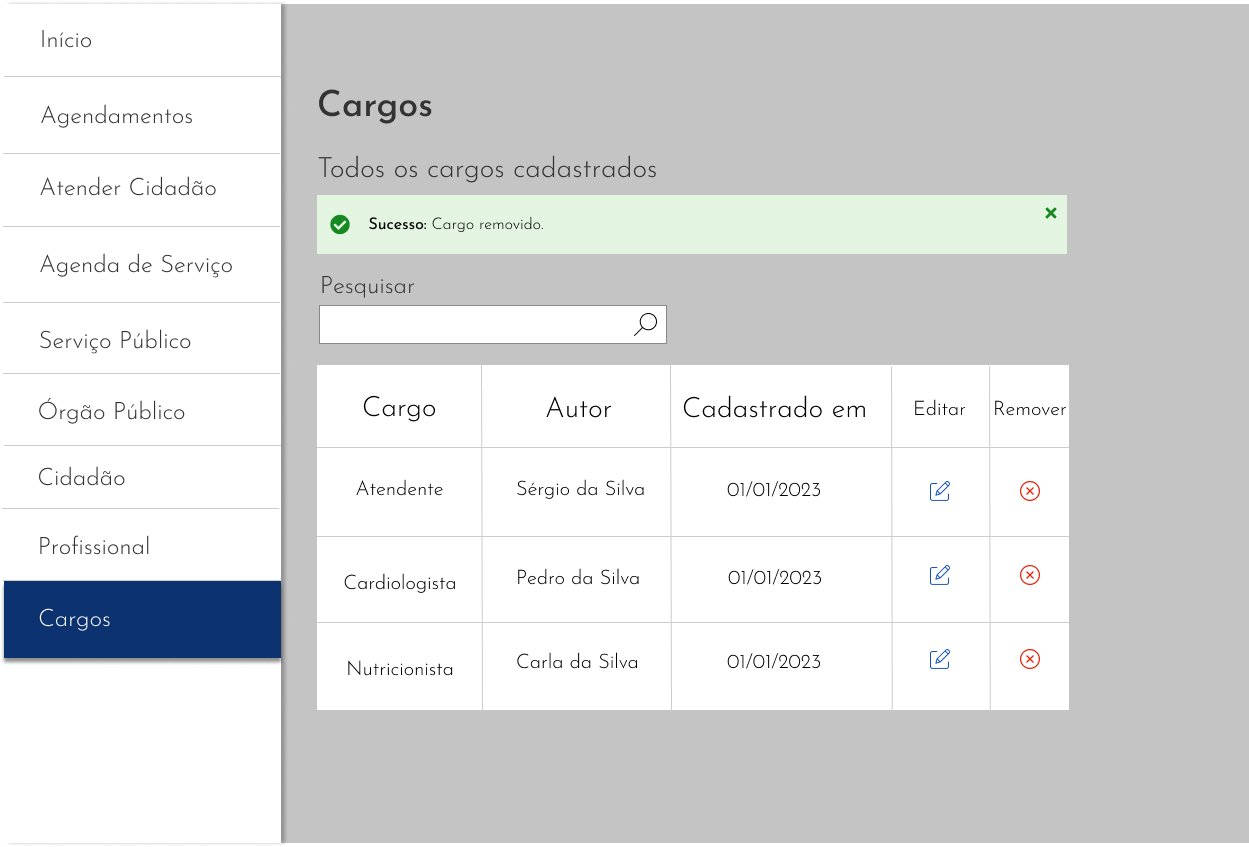 Início
Agendamentos
Atender Cidadão
Agenda de Serviço
Serviço Público
Órgão Público
Cidadão
Profissional
Cargos
Cargos
Todos os cargos cadastrados
Sucesso: Cargo removido.
Pesquisar
Cargo Autor Cadastrado em Editar Remover
Atendente Sérgio da Silva 01/01/2023
Cardiologista Pedro da Silva 01/01/2023
Nutricionista Carla da Silva 01/01/2023